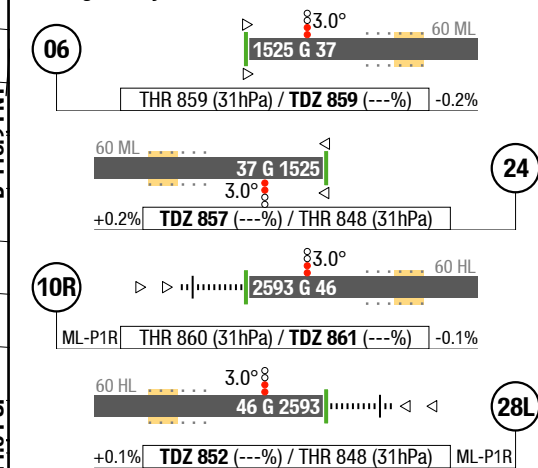 3.0°
60 ML
06
1525 G 37
THR 859 (31hPa) / TDZ 859 (---%) -0.2%
60 ML
37 G 1525
24
3.0°
+0.2% TDZ 857 (---%) / THR 848 (31hPa)
3.0°
60 HL
10R
2593 G 46
ML-P1R THR 860 (31hPa) / TDZ 861 (---%) -0.1%
60 HL
3.0°
46 G 2593
28L
+0.1% TDZ 852 (---%) / THR 848 (31hPa) ML-P1R